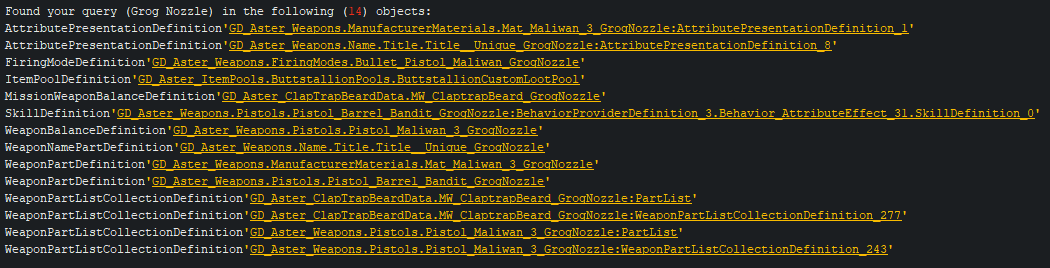 Found your query (Grog Nozzle) in the following (14) objects:
AttributePresentationDefinition'GD_Aster_Weapons.ManufacturerMaterials.Mat_Maliwan_3_GrogNozzle:AttributePresentationDefinition_1'
AttributePresentationDefinition'GD_Aster_Weapons.Name.Title.Title__Unique_GrogNozzle:AttributePresentationDefinition_8'
FiringModeDefinition'GD_Aster_Weapons.FiringModes.Bullet_Pistol_Maliwan_GrogNozzle'
ItemPoolDefinition'GD_Aster_ItemPools.ButtstallionPools.ButtstallionCustomLootPool'
MissionWeaponBalanceDefinition'GD_Aster_ClapTrapBeardData.MW_ClaptrapBeard_GrogNozzle'
SkillDefinition'GD_Aster_Weapons.Pistols.Pistol_Barrel_Bandit_GrogNozzle:BehaviorProviderDefinition_3.Behavior_AttributeEffect_31.SkillDefinition_0'
WeaponBalanceDefinition'GD_Aster_Weapons.Pistols.Pistol_Maliwan_3_GrogNozzle'
WeaponNamePartDefinition'GD_Aster_Weapons.Name.Title.Title__Unique_GrogNozzle'
WeaponPartDefinition'GD_Aster_Weapons.ManufacturerMaterials.Mat_Maliwan_3_GrogNozzle'
WeaponPartDefinition'GD_Aster_Weapons.Pistols.Pistol_Barrel_Bandit_GrogNozzle'
WeaponPartListCollectionDefinition'GD_Aster_ClapTrapBeardData.MW_ClaptrapBeard_GrogNozzle:PartList'
WeaponPartListCollectionDefinition'GD_Aster_ClapTrapBeardData.MW_ClaptrapBeard_GrogNozzle:WeaponPartListCollectionDefinition_277'
WeaponPartListCollectionDefinition'GD_Aster_Weapons.Pistols.Pistol_Maliwan_3_GrogNozzle:PartList'
WeaponPartListCollectionDefinition'GD_Aster_Weapons.Pistols.Pistol_Maliwan_3_GrogNozzle:WeaponPartListCollectionDefinition_243'